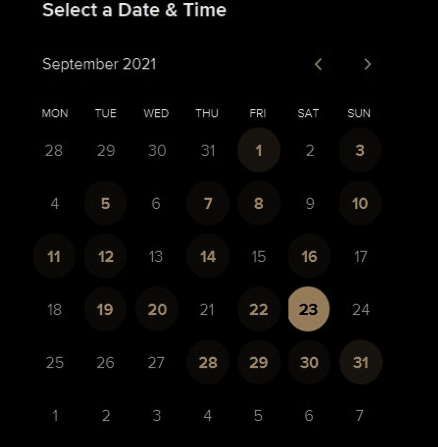 Select a Date & Time
September 2021
MON TUE WED THU FRI SAT SUN
28 29 30 31 1 2 3
4 5 6 7 8 9 10
11 12 13 14 15 16 17
18 19 20 21 22 23 24
25 26 27 28 29 30 31
1 2 3 4 5 6 7